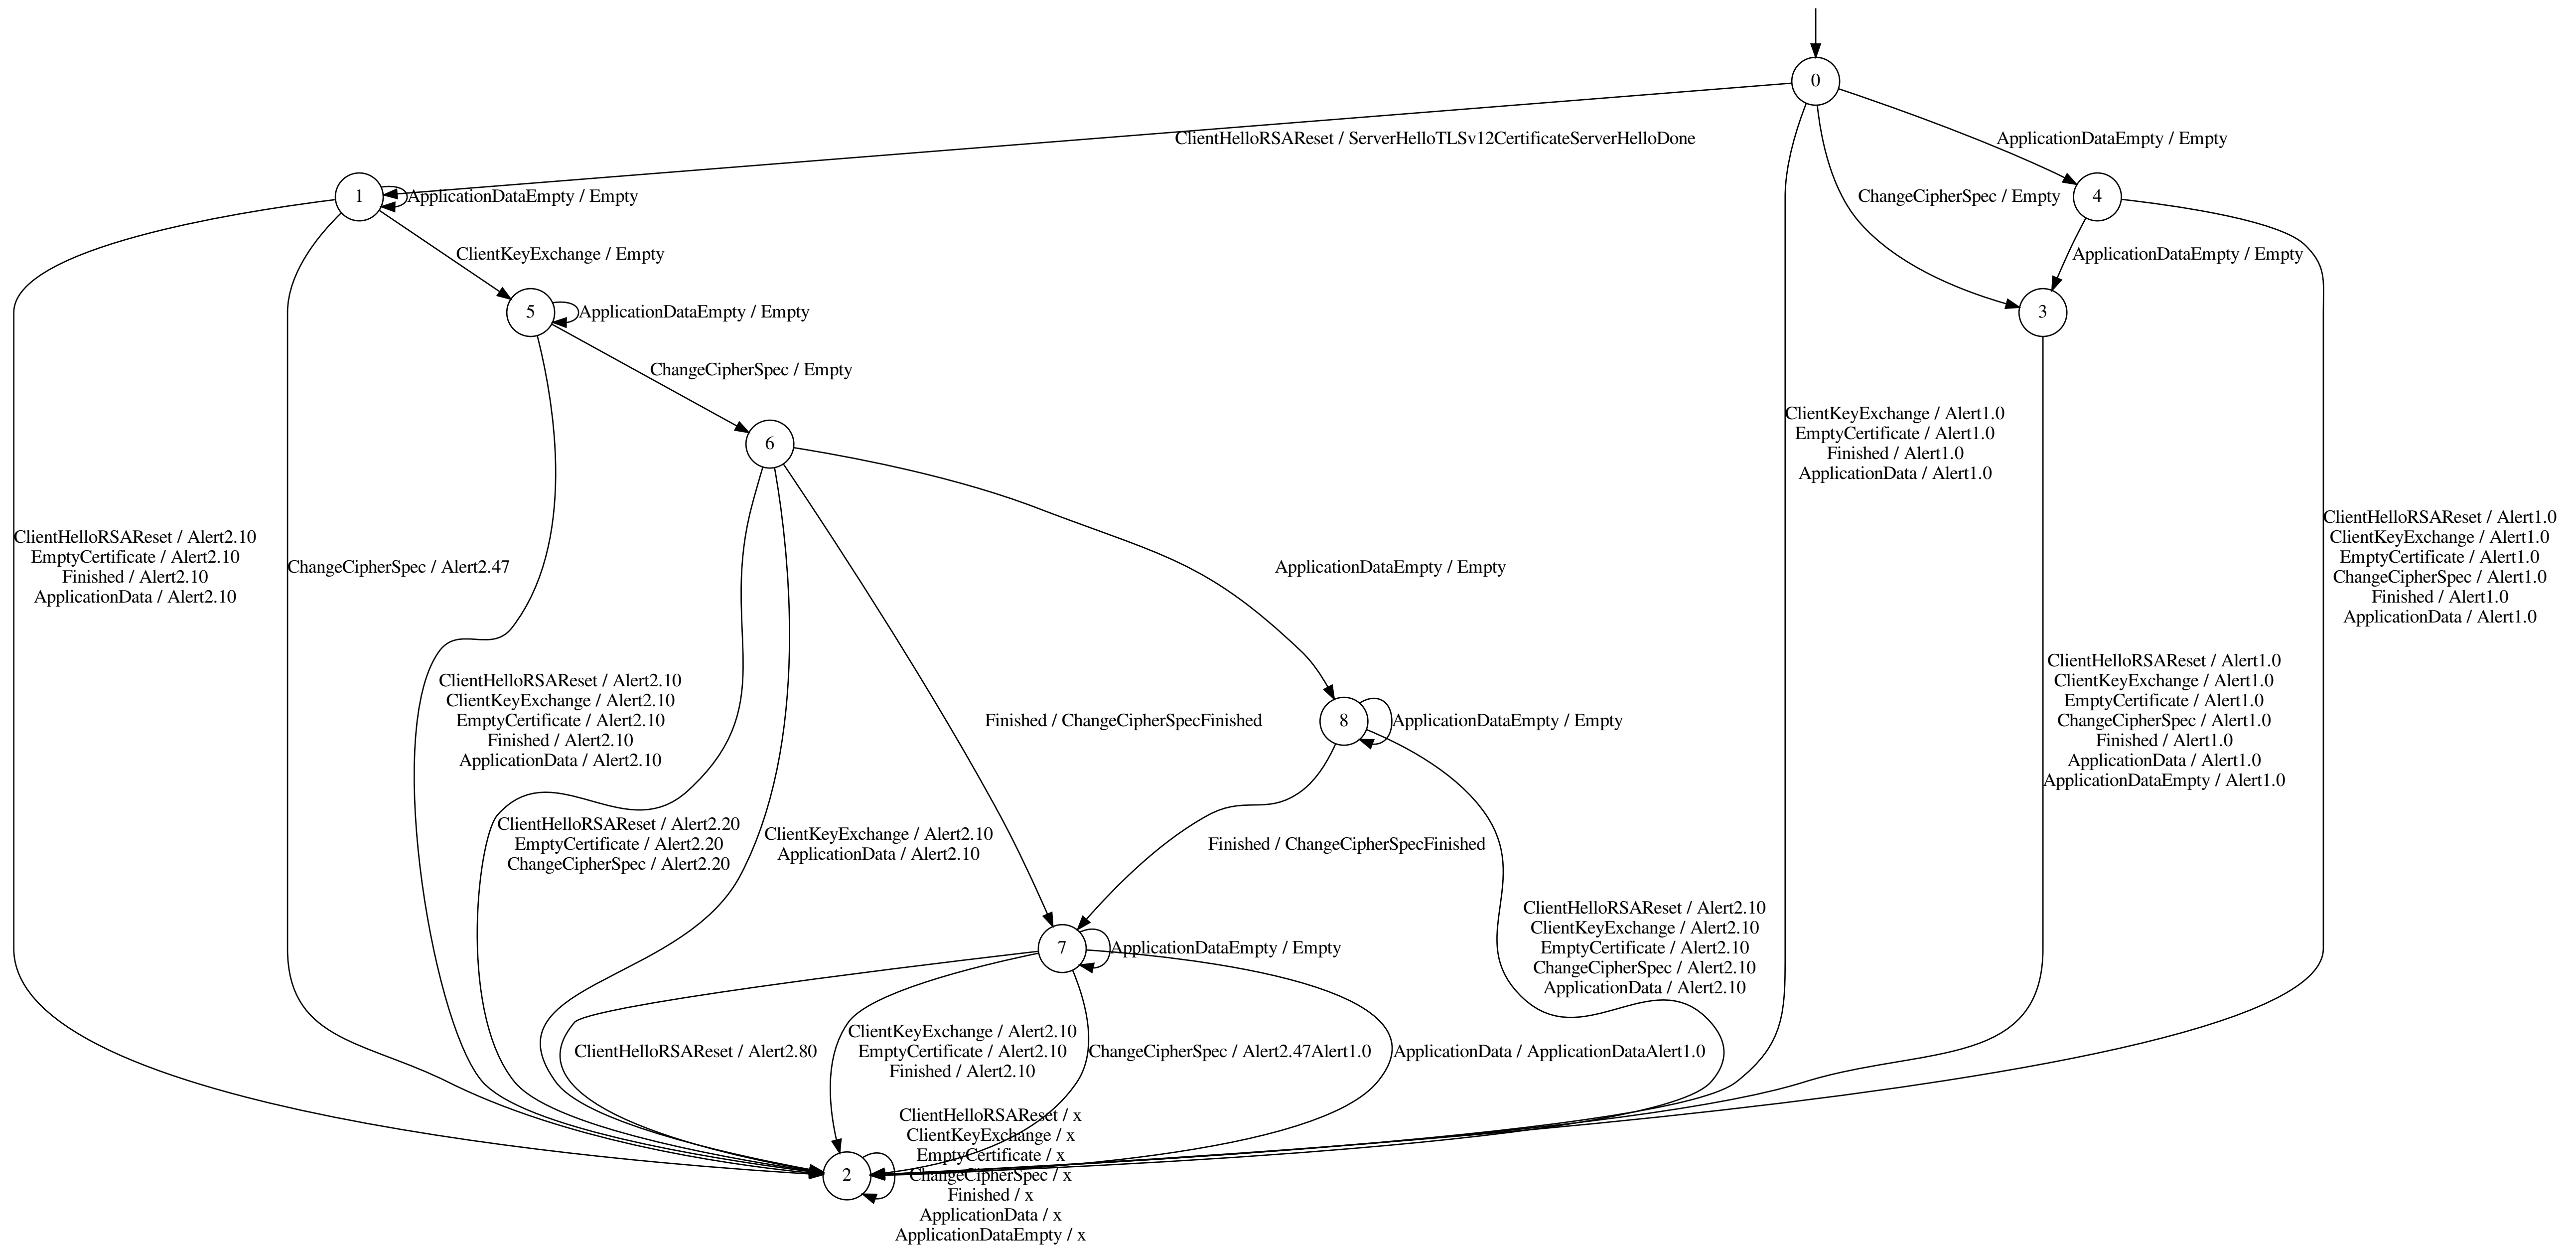 0
ClientHelloRSAReset / ServerHelloTLSv12CertificateServerHelloDone
ApplicationDataEmpty / Empty
1
ApplicationDataEmpty / Empty
ChangeCipherSpec / Empty
4
ClientKeyExchange / Empty
ApplicationDataEmpty / Empty
5
ApplicationDataEmpty / Empty
3
ChangeCipherSpec / Empty
6
ClientKeyExchange / Alert1.0
EmptyCertificate / Alert1.0
Finished / Alert1.0
ApplicationData / Alert1.0
ClientHelloRSAReset / Alert2.10
EmptyCertificate / Alert2.10
Finished / Alert2.10
ApplicationData / Alert2.10
ChangeCipherSpec / Alert2.47
ApplicationDataEmpty / Empty
ClientHelloRSAReset / Alert1.0
ClientKeyExchange / Alert1.0
EmptyCertificate / Alert1.0
ChangeCipherSpec / Alert1.0
Finished / Alert1.0
ApplicationData / Alert1.0
ClientHelloRSAReset / Alert2.10
ClientKeyExchange / Alert2.10
EmptyCertificate / Alert2.10
Finished / Alert2.10
ApplicationData / Alert2.10
Finished / ChangeCipherSpecFinished
8
ApplicationDataEmpty / Empty
ClientHelloRSAReset / Alert1.0
ClientKeyExchange / Alert1.0
EmptyCertificate / Alert1.0
ChangeCipherSpec / Alert1.0
Finished / Alert1.0
ApplicationData / Alert1.0
ApplicationDataEmpty / Alert1.0
ClientHelloRSAReset / Alert2.20
EmptyCertificate / Alert2.20
ChangeCipherSpec / Alert2.20
ClientKeyExchange / Alert2.10
ApplicationData / Alert2.10
Finished / ChangeCipherSpecFinished
ClientHelloRSAReset / Alert2.10
ClientKeyExchange / Alert2.10
EmptyCertificate / Alert2.10
ChangeCipherSpec / Alert2.10
ApplicationData / Alert2.10
7
ApplicationDataEmpty / Empty
ClientHelloRSAReset / Alert2.80
ClientKeyExchange / Alert2.10
EmptyCertificate / Alert2.10
Finished / Alert2.10
ChangeCipherSpec / Alert2.47Alert1.0
ApplicationData / ApplicationDataAlert1.0
2
ClientHelloRSAReset / x
ClientKeyExchange / x
EmptyCertificate / x
ChangeCipherSpec / x
Finished / x
ApplicationData / x
ApplicationDataEmpty / x